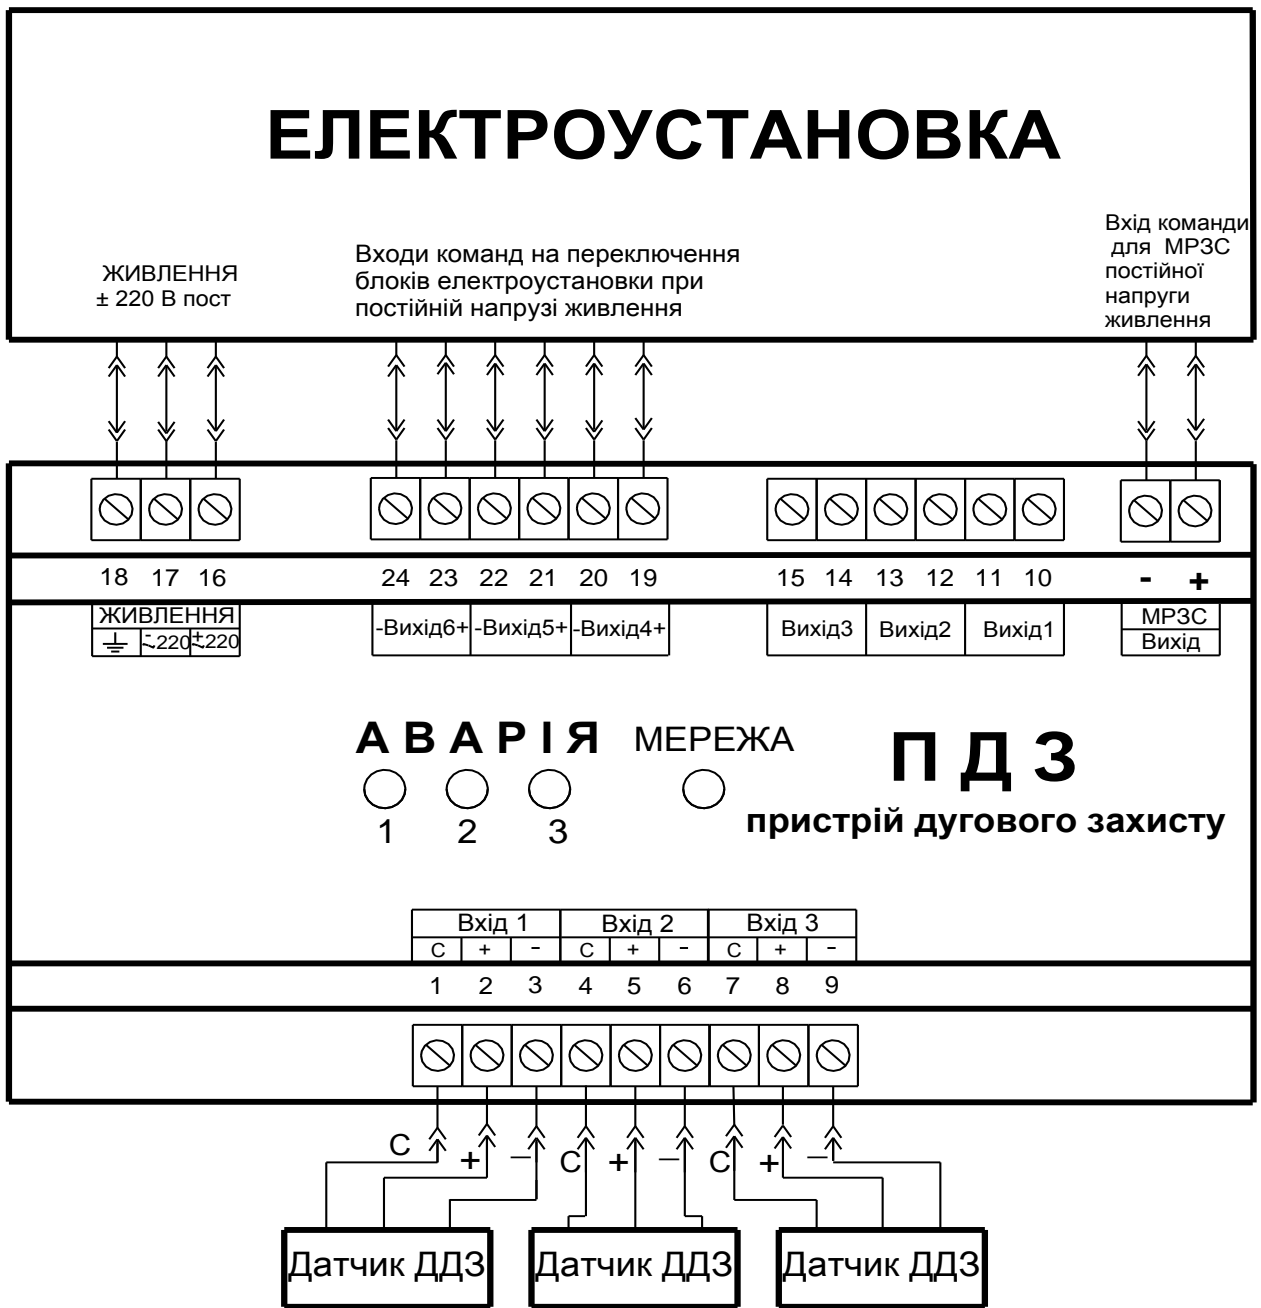 ЕЛЕКТРОУСТАНОВКА
ЖИВЛЕННЯ
± 220 В пост
Входи команд на переключення
блоків електроустановки при
постійній напрузі живлення
Вхід команди
для МРЗС
постійної
напруги
живлення
18 17 16 24 23 22 21 20 19 15 14 13 12 11 10 - +
ЖИВЛЕННЯ
~220 ±220
-Вихід6+ -Вихід5+ -Вихід4+
Вихід3 Вихід2 Вихід1
МРЗС
Вихід
АВАРІЯ МЕРЕЖА
1 2 3
ПДЗ
пристрій дугового захисту
Вхід 1 Вхід 2 Вхід 3
С + - С + - С + -
1 2 3 4 5 6 7 8 9
С + - С + - С + -
Датчик ДДЗ Датчик ДДЗ Датчик ДДЗ